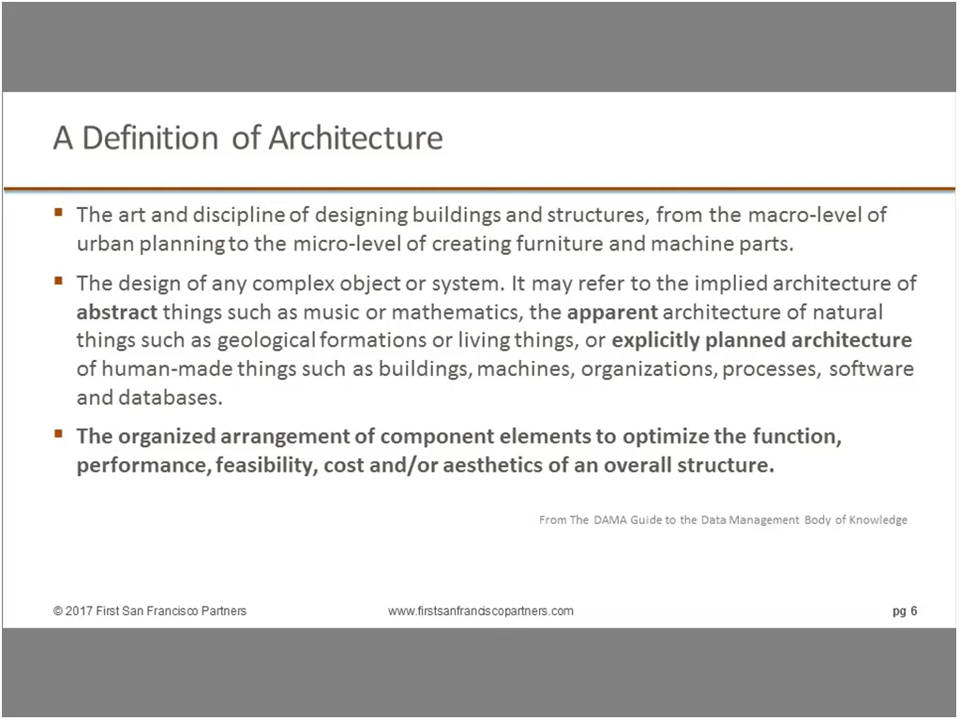 A Definition of Architecture
▪ The art and discipline of designing buildings and structures, from the macro-level of
urban planning to the micro-level of creating furniture and machine parts.
▪ The design of any complex object or system. It may refer to the implied architecture of
abstract things such as music or mathematics, the apparent architecture of natural
things such as geological formations or living things, or explicitly planned architecture
of human-made things such as buildings, machines, organizations, processes, software
and databases.
▪ The organized arrangement of component elements to optimize the function,
performance, feasibility, cost and/or aesthetics of an overall structure.
From The DAMA Guide to the Data Management Body of Knowledge
© 2017 First San Francisco Partners www.firstsanfranciscopartners.com pg 6